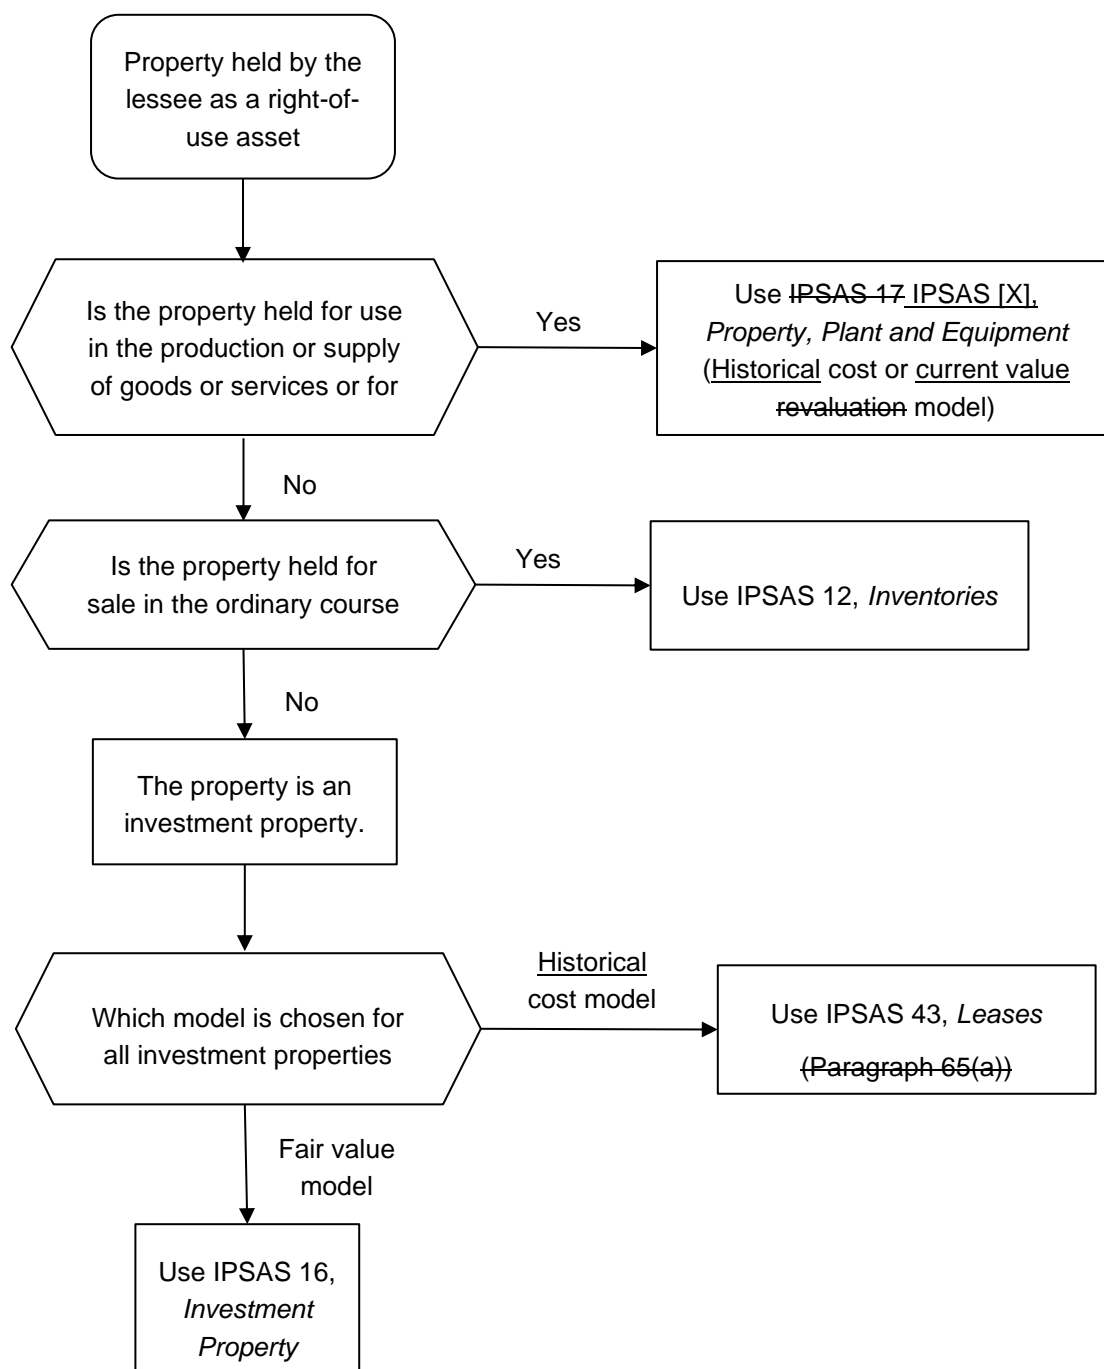 Property held by the
lessee as a right-of-
use asset
Is the property held for use
in the production or supply
of goods or services or for
Yes
Use IPSAS 17 IPSAS [X],
Property, Plant and Equipment
(Historical cost or current value
revaluation model)
No
Is the property held for
sale in the ordinary course
Yes
Use IPSAS 12, Inventories
No
The property is an
investment property.
Which model is chosen for
all investment properties
Historical
cost model
Use IPSAS 43, Leases
(Paragraph 65(a))
Fair value
model
Use IPSAS 16,
Investment
Property